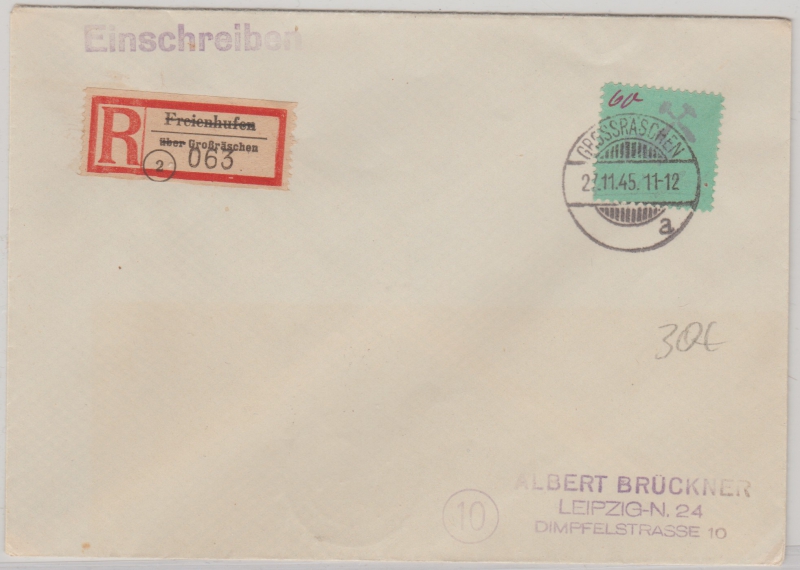 Einschreiben
R
Freienhufen
über Großräschen
2
063
60
GROSSRÄSCHEN
11.45.11-12
a
30€
ALBERT BRÜCKNER
LEIPZIG-N. 24
DIMPFELSTRASSE 10
10